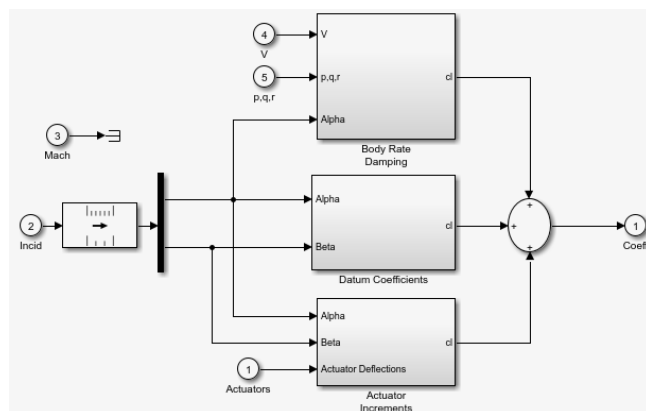 4
V
5
p,q,r
V
p,q,r
Alpha
cl
Body Rate
Damping
3
Mach
2
Incid
Alpha
Beta
cl
Datum Coefficients
+
+
+
1
Coeff
Alpha
Beta
Actuator Deflections
cl
Actuator
Increments
1
Actuators